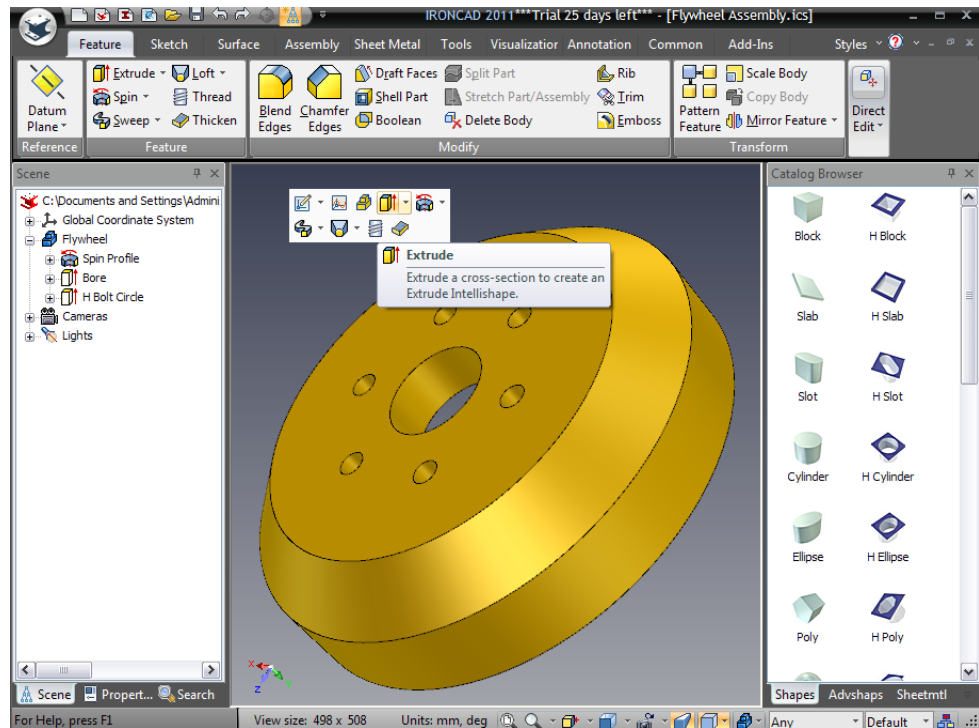 IRONCAD 2011***Trial 25 days left*** - [Flywheel Assembly.ics]
Feature Sketch Surface Assembly Sheet Metal Tools Visualization Annotation Common Add-Ins Styles
Extrude Loft Draft Faces Split Part Rib Scale Body
Spin Thread Shell Part Stretch Part/Assembly Trim Copy Body
Sweep Thicken Boolean Delete Body Emboss Mirror Feature
Datum Plane
Blend Edges
Chamfer Edges
Pattern Feature
Direct Edit
Reference Feature Modify Transform
Scene
C:\Documents and Settings\Admini
Global Coordinate System
Flywheel
Spin Profile
Bore
H Bolt Circle
Cameras
Lights
Extrude
Extrude a cross-section to create an
Extrude Intellishape.
X
Z
Catalog Browser
Block H Block
Slab H Slab
Slot H Slot
Cylinder H Cylinder
Ellipse H Ellipse
Poly H Poly
Scene Propert... Search
Shapes Advshaps Sheetmtl
For Help, press F1 View size: 498 x 508 Units: mm, deg Any Default